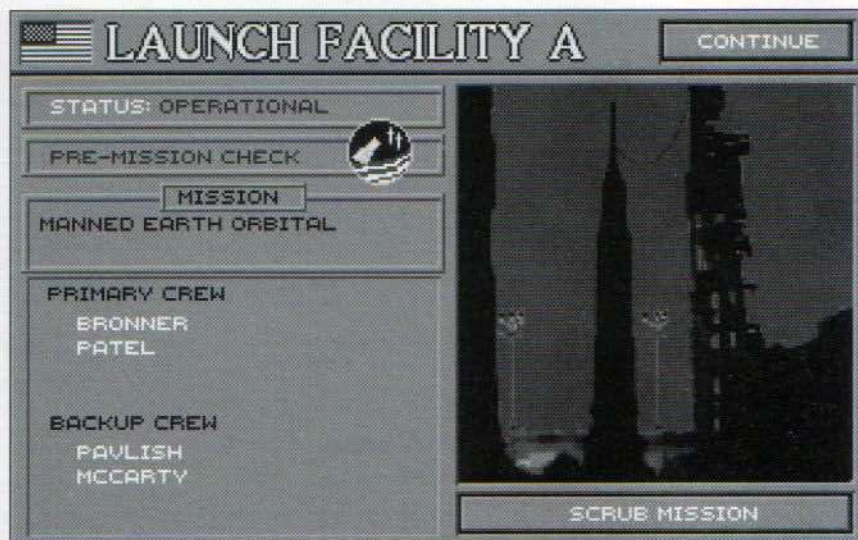 LAUNCH FACILITY A
CONTINUE
STATUS: OPERATIONAL
PRE-MISSION CHECK
MISSION
MANNED EARTH ORBITAL
PRIMARY CREW
BRONNER
PATEL
BACKUP CREW
PAVLISH
MCCARTY
SCRUB MISSION